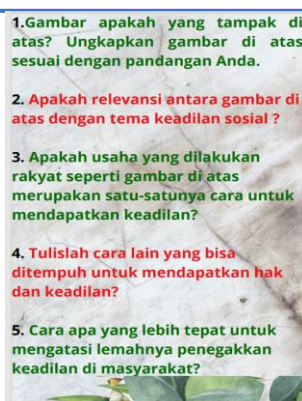 1.Gambar apakah yang tampak di
atas? Ungkapkan gambar di atas
sesuai dengan pandangan Anda.
2. Apakah relevansi antara gambar di
atas dengan tema keadilan sosial ?
3. Apakah usaha yang dilakukan
rakyat seperti gambar di atas
merupakan satu-satunya cara untuk
mendapatkan keadilan?
4. Tulislah cara lain yang bisa
ditempuh untuk mendapatkan hak
dan keadilan?
5. Cara apa yang lebih tepat untuk
mengatasi lemahnya penegakkan
keadilan di masyarakat?